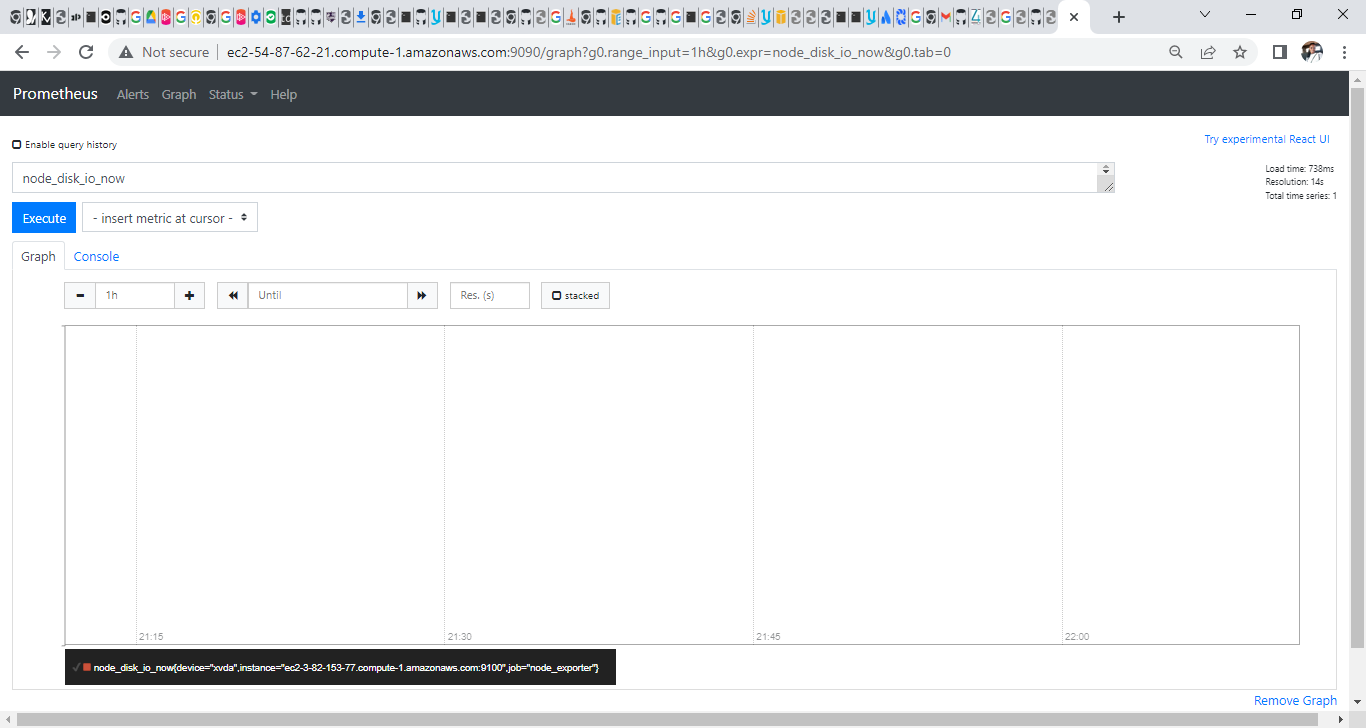 Not secure
ec2-54-87-62-21.compute-1.amazonaws.com:9090/graph?g0.range_input=1h&g0.expr=node_disk_io_now&g0.tab=0
Prometheus Alerts Graph Status Help
Enable query history
Try experimental React UI
node_disk_io_now
Load time: 738ms
Resolution: 14s
Total time series: 1
Execute
- insert metric at cursor -
Graph Console
1h
Until
Res. (s)
stacked
21:15 21:30 21:45 22:00
node_disk_io_now{device="xvda",instance="ec2-3-82-153-77.compute-1.amazonaws.com:9100",job="node_exporter"}
Remove Graph